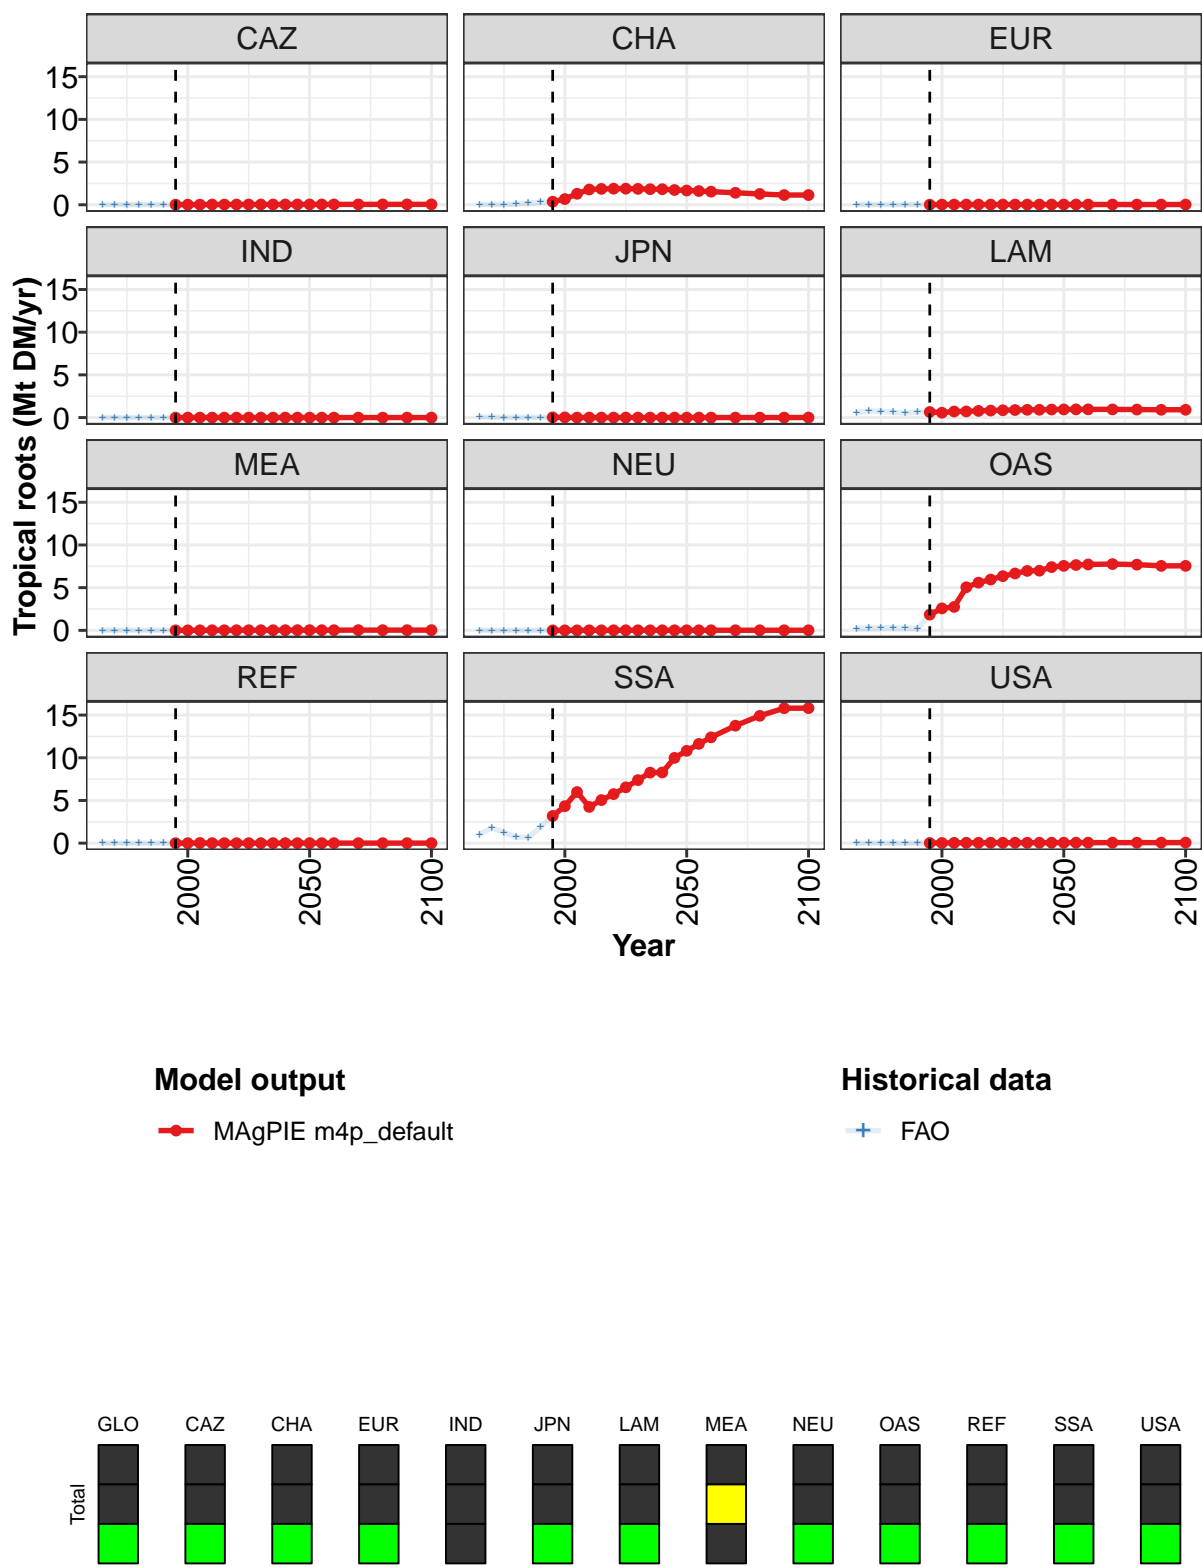 CAZ CHA EUR
15
10
5
0
IND JPN LAM
15
10
5
0
MEA NEU OAS
15
10
5
0
REF SSA USA
15
10
5
0
Tropical roots (Mt DM/yr)
2000 2050 2100 2000 2050 2100 2000 2050 2100
Year
Model output Historical data
MAgPIE m4p_default FAO
GLO CAZ CHA EUR IND JPN LAM MEA NEU OAS REF SSA USA
Total